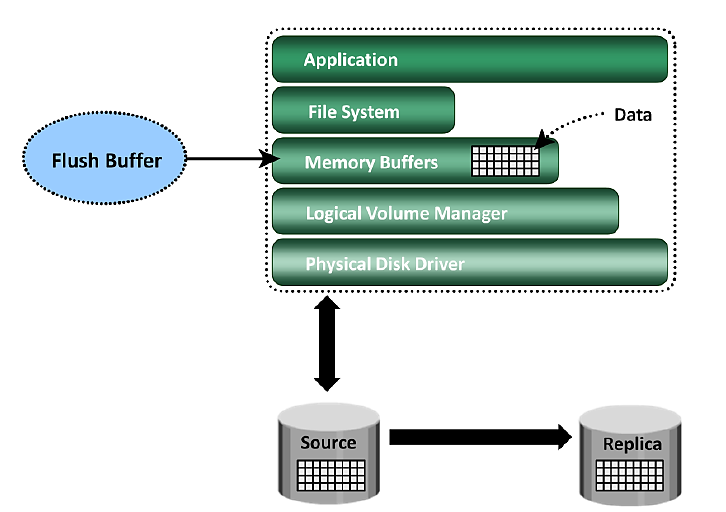 Application
File System
Data
Flush Buffer
Memory Buffers
Logical Volume Manager
Physical Disk Driver
Source
Replica